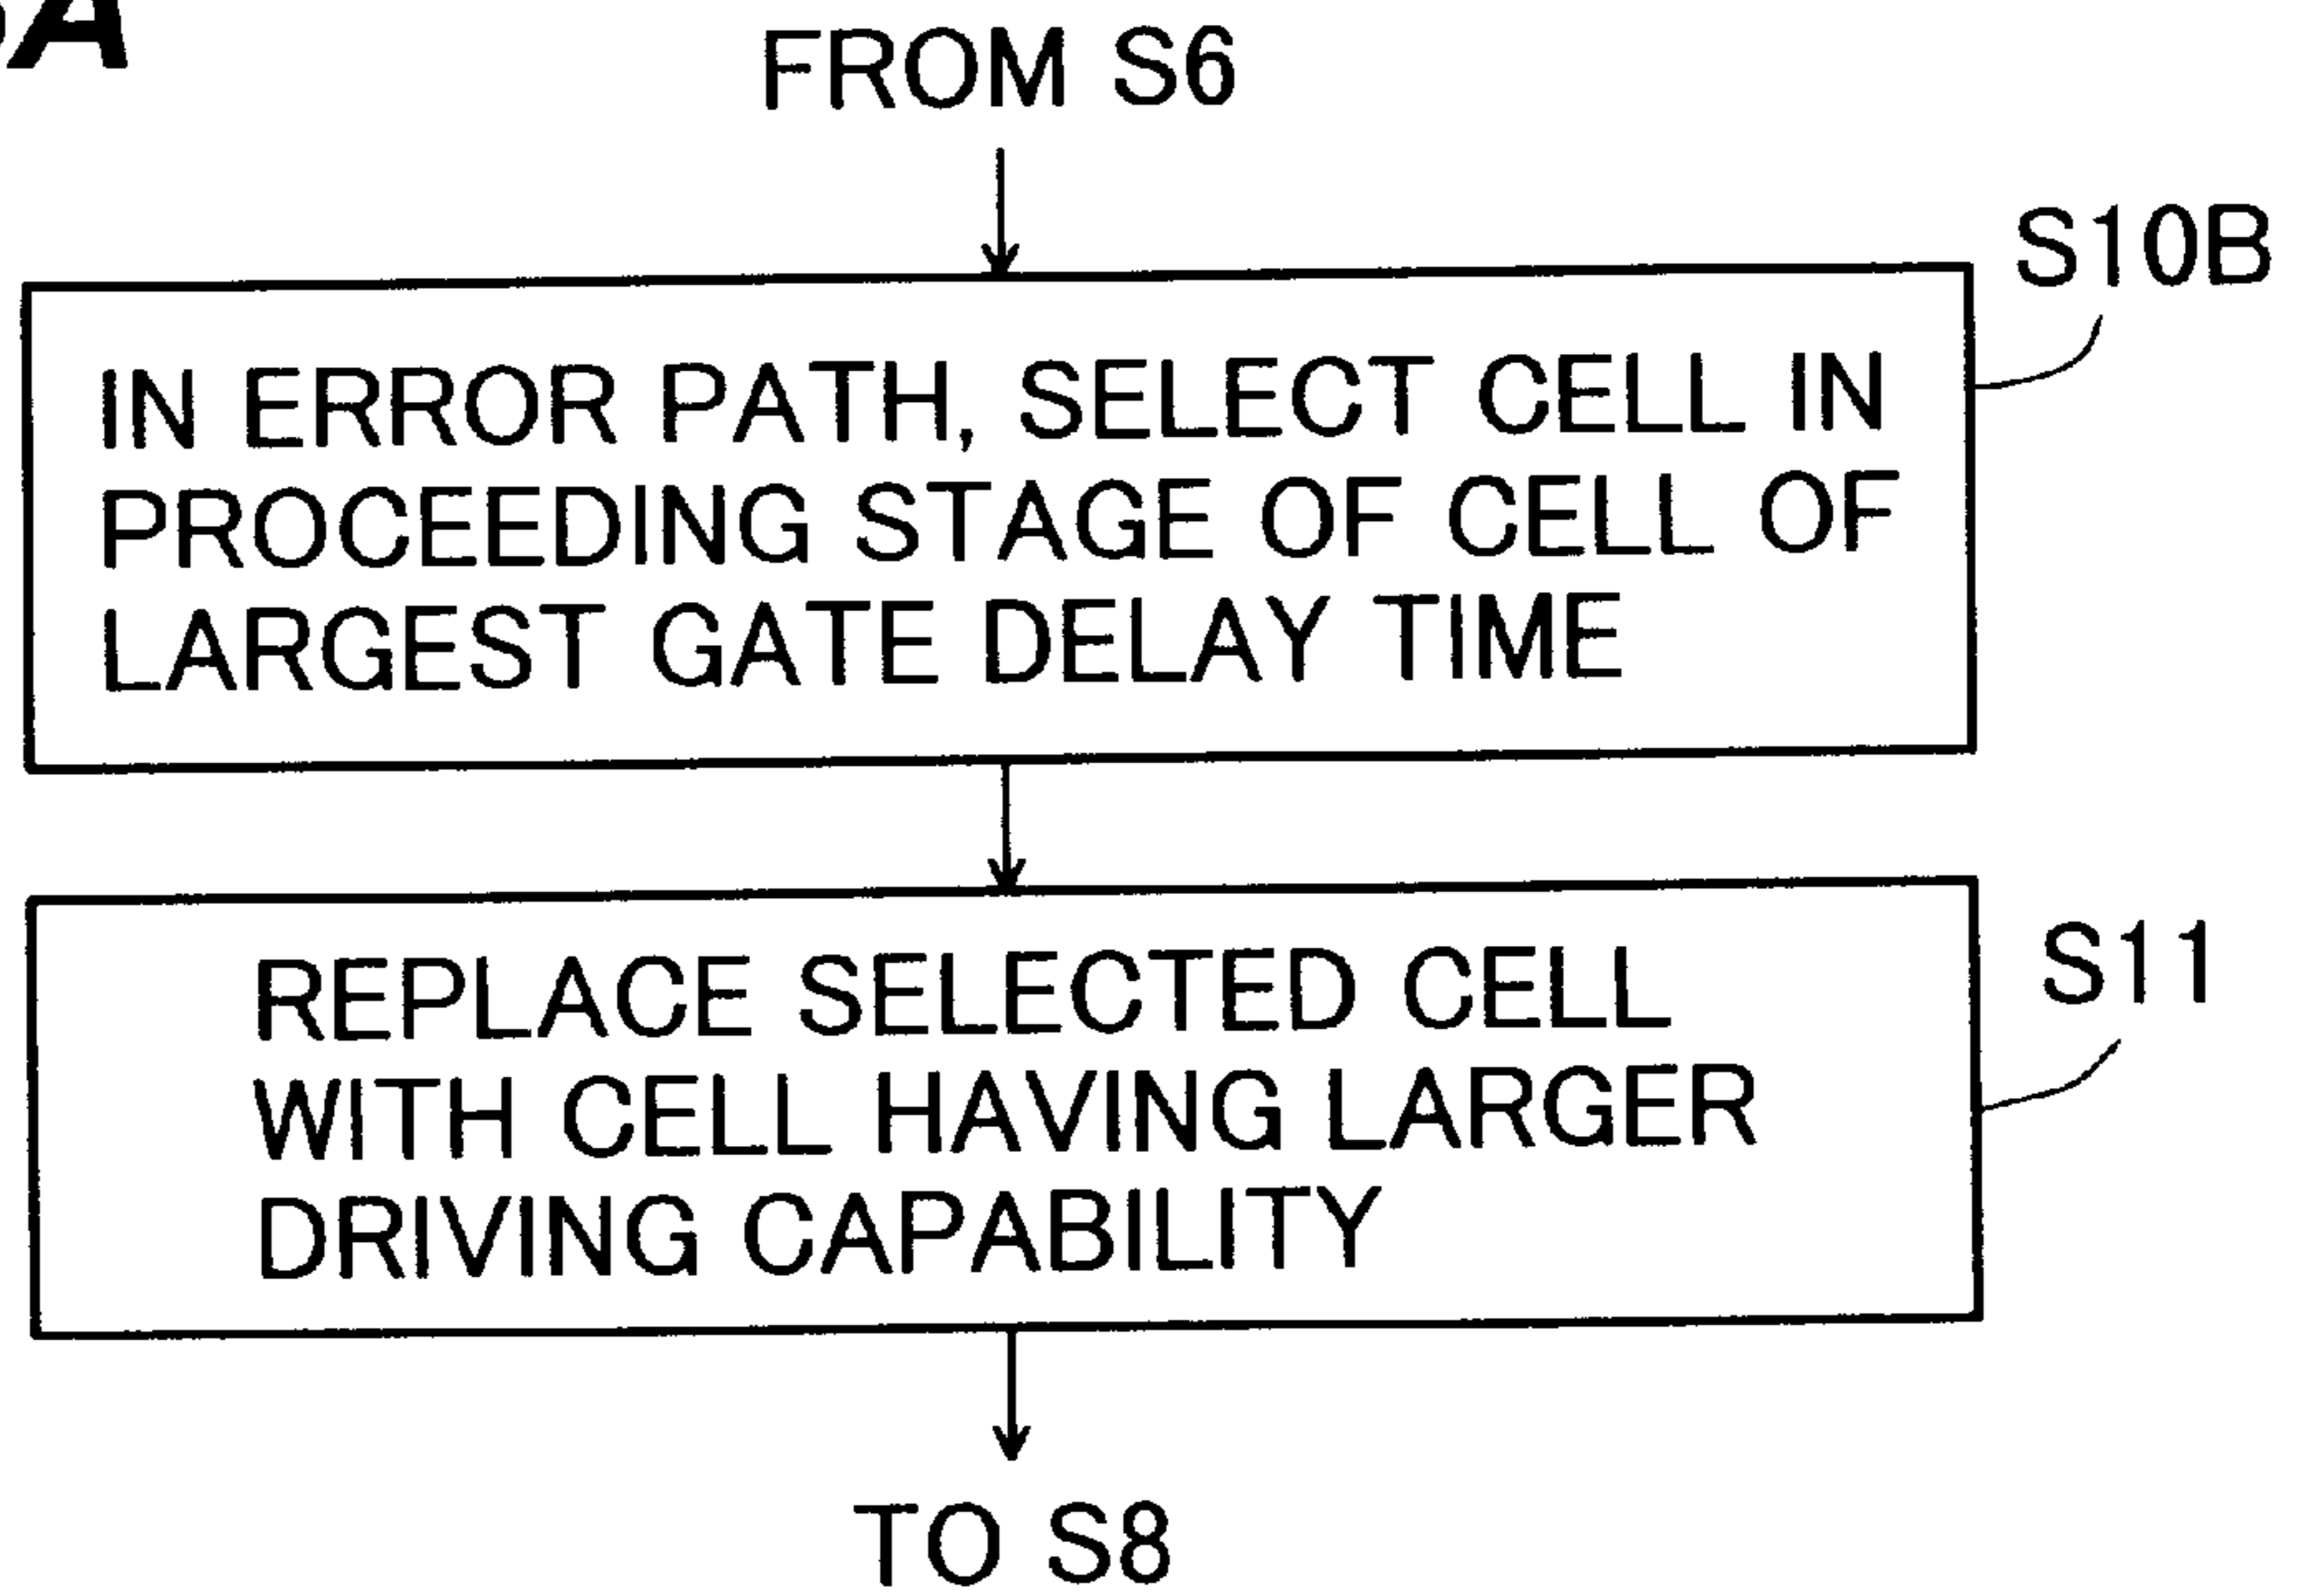 FROM S6
S10B
IN ERROR PATH, SELECT CELL IN
PROCEEDING STAGE OF CELL OF
LARGEST GATE DELAY TIME
S11
REPLACE SELECTED CELL
WITH CELL HAVING LARGER
DRIVING CAPABILITY
TO S8